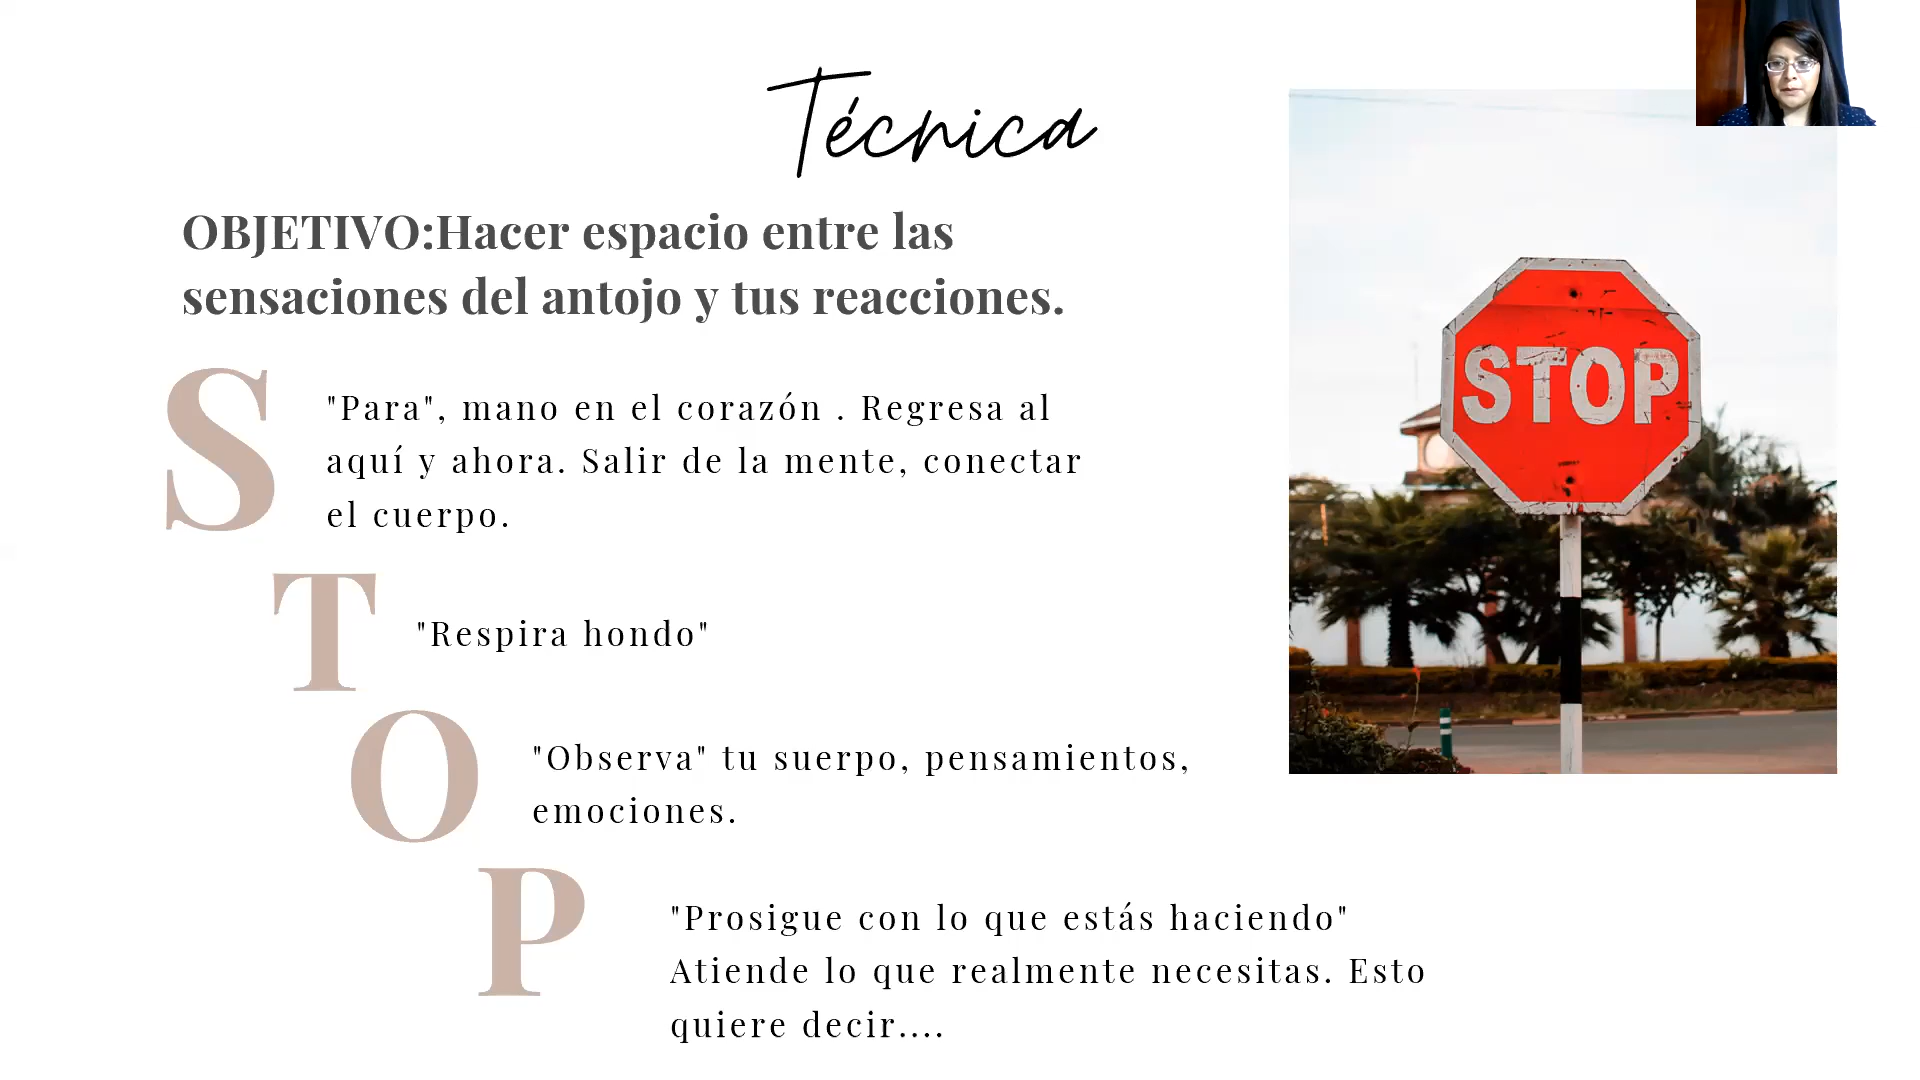 Técnica
OBJETIVO:Hacer espacio entre las
sensaciones del antojo y tus reacciones.
S
"Para", mano en el corazón . Regresa al
aquí y ahora. Salir de la mente, conectar
el cuerpo.
T
"Respira hondo"
O
"Observa" tu suerpo, pensamientos,
emociones.
P
"Prosigue con lo que estás haciendo"
Atiende lo que realmente necesitas. Esto
quiere decir....
STOP